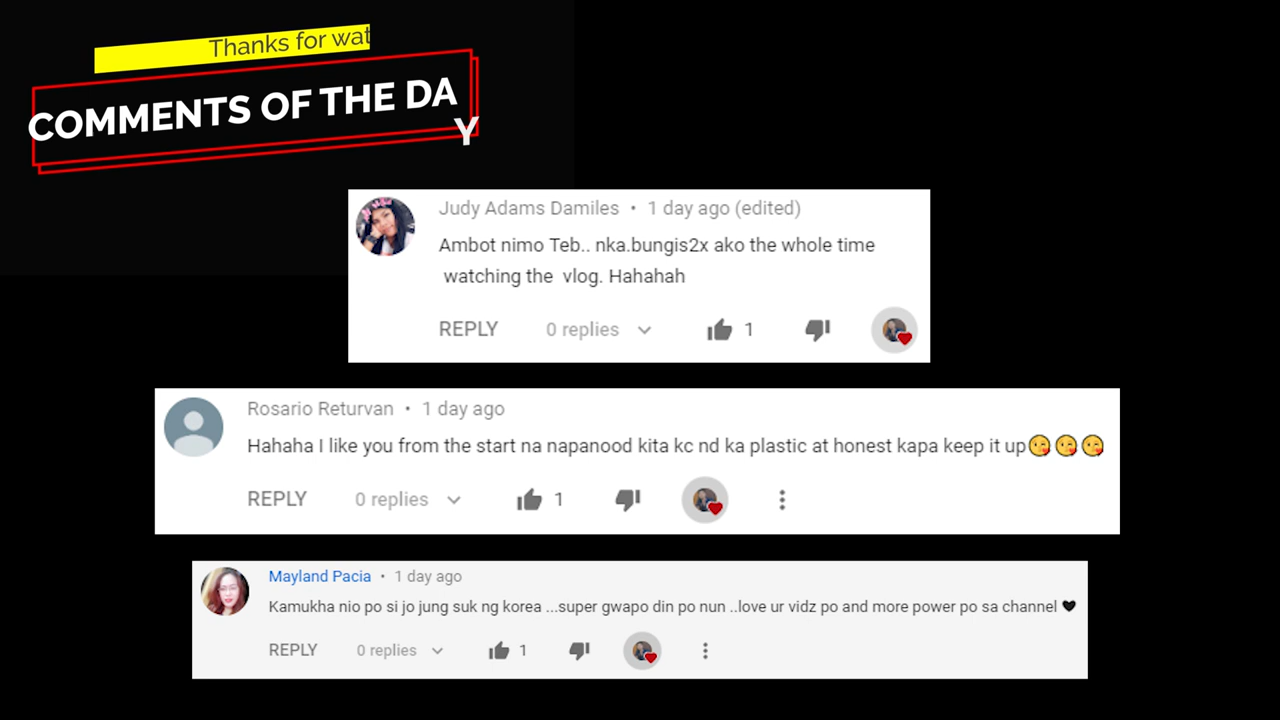 Thanks for wat
COMMENTS OF THE DA
Y
Judy Adams Damiles • 1 day ago (edited)
Ambot nimo Teb.. nka.bungis2x ako the whole time
watching the vlog. Hahahah
REPLY 0 replies 1
Rosario Returvan • 1 day ago
Hahaha I like you from the start na napanood kita kc nd ka plastic at honest kapa keep it up😘😘😘
REPLY 0 replies 1
Mayland Pacia • 1 day ago
Kamukha nio po si jo jung suk ng korea ...super gwapo din po nun ..love ur vidz po and more power po sa channel 🖤
REPLY 0 replies 1